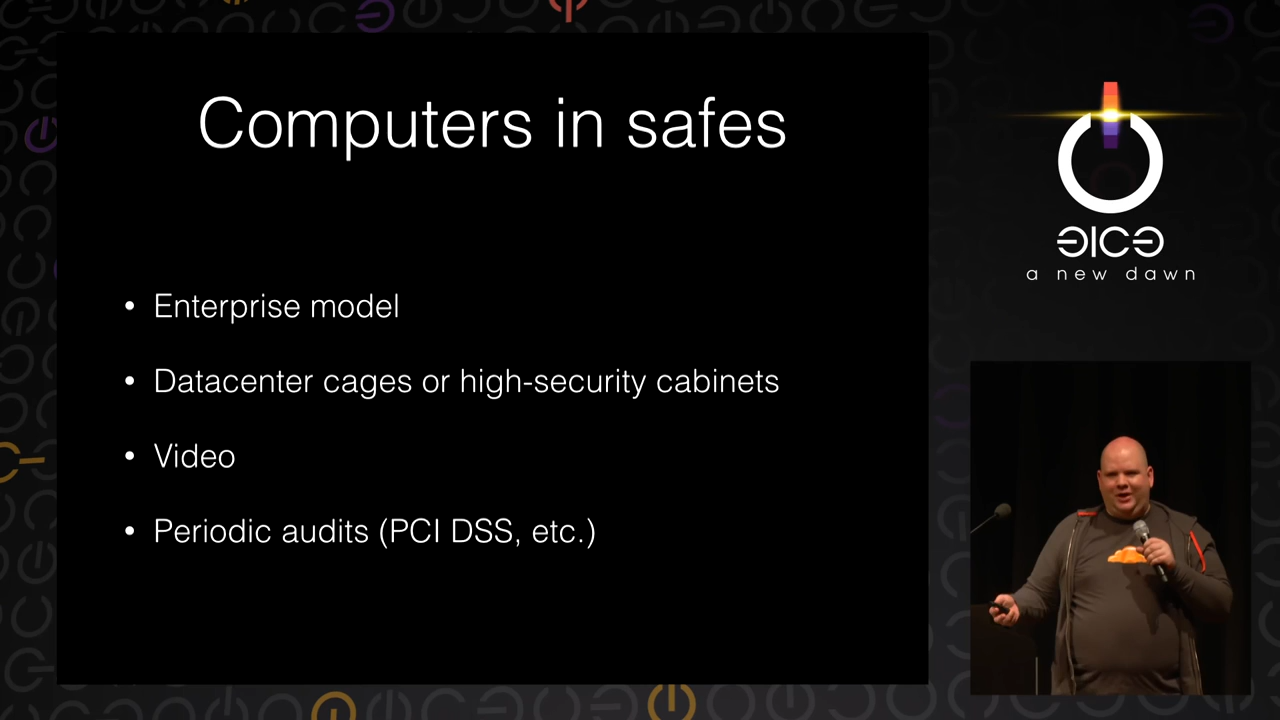 Computers in safes
• Enterprise model
• Datacenter cages or high-security cabinets
• Video
• Periodic audits (PCI DSS, etc.)
ЭICЭ
a new dawn